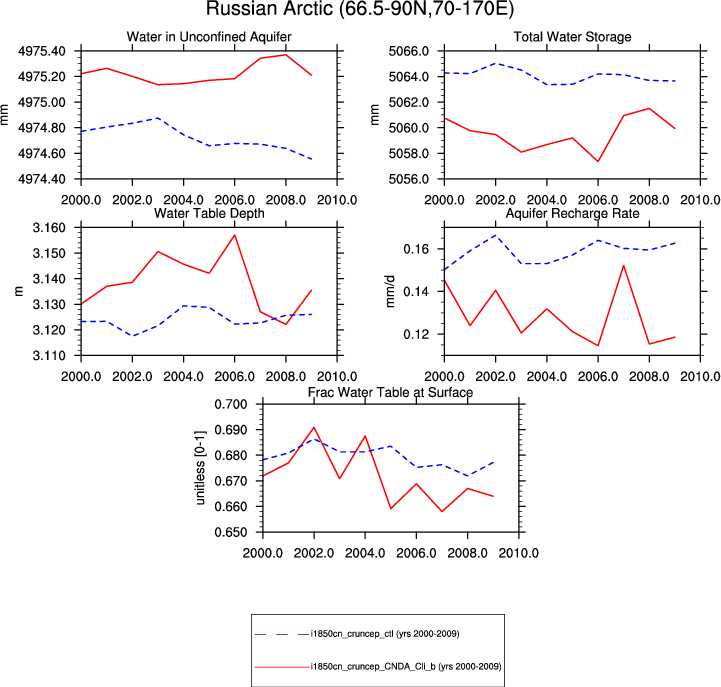 Russian Arctic (66.5-90N,70-170E)
Water in Unconfined Aquifer
4975.40
4975.20
4975.00
4974.80
4974.60
4974.40
mm
2000.0 2002.0 2004.0 2006.0 2008.0 2010.0
Total Water Storage
5066.0
5064.0
5062.0
5060.0
5058.0
5056.0
mm
2000.0 2002.0 2004.0 2006.0 2008.0 2010.0
Water Table Depth
3.160
3.150
3.140
3.130
3.120
3.110
m
2000.0 2002.0 2004.0 2006.0 2008.0 2010.0
Aquifer Recharge Rate
0.16
0.14
0.12
mm/d
2000.0 2002.0 2004.0 2006.0 2008.0 2010.0
Frac Water Table at Surface
0.700
0.690
0.680
0.670
0.660
0.650
unitless [0-1]
2000.0 2002.0 2004.0 2006.0 2008.0 2010.0
i1850cn_cruncep_ctl (yrs 2000-2009)
i1850cn_cruncep_CNDA_Cli_b (yrs 2000-2009)